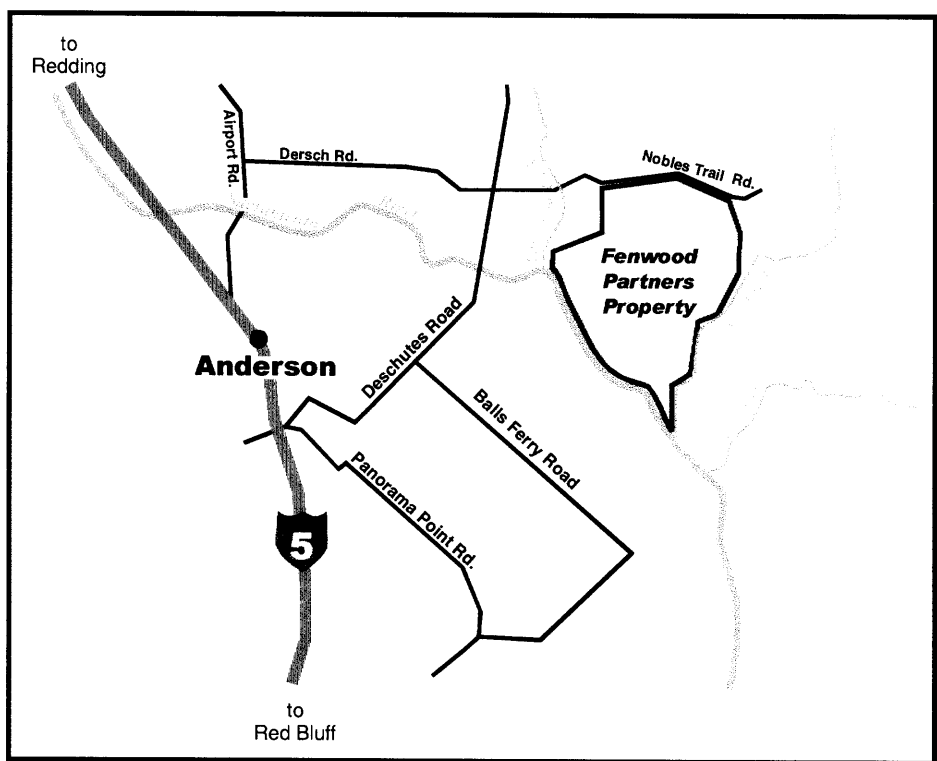 to
Redding
Airport Rd.
Dersch Rd.
Nobles Trail Rd.
Fenwood
Partners
Property
Deschutes Road
Anderson
Balls Ferry Road
Panorama Point Rd.
5
to
Red Bluff